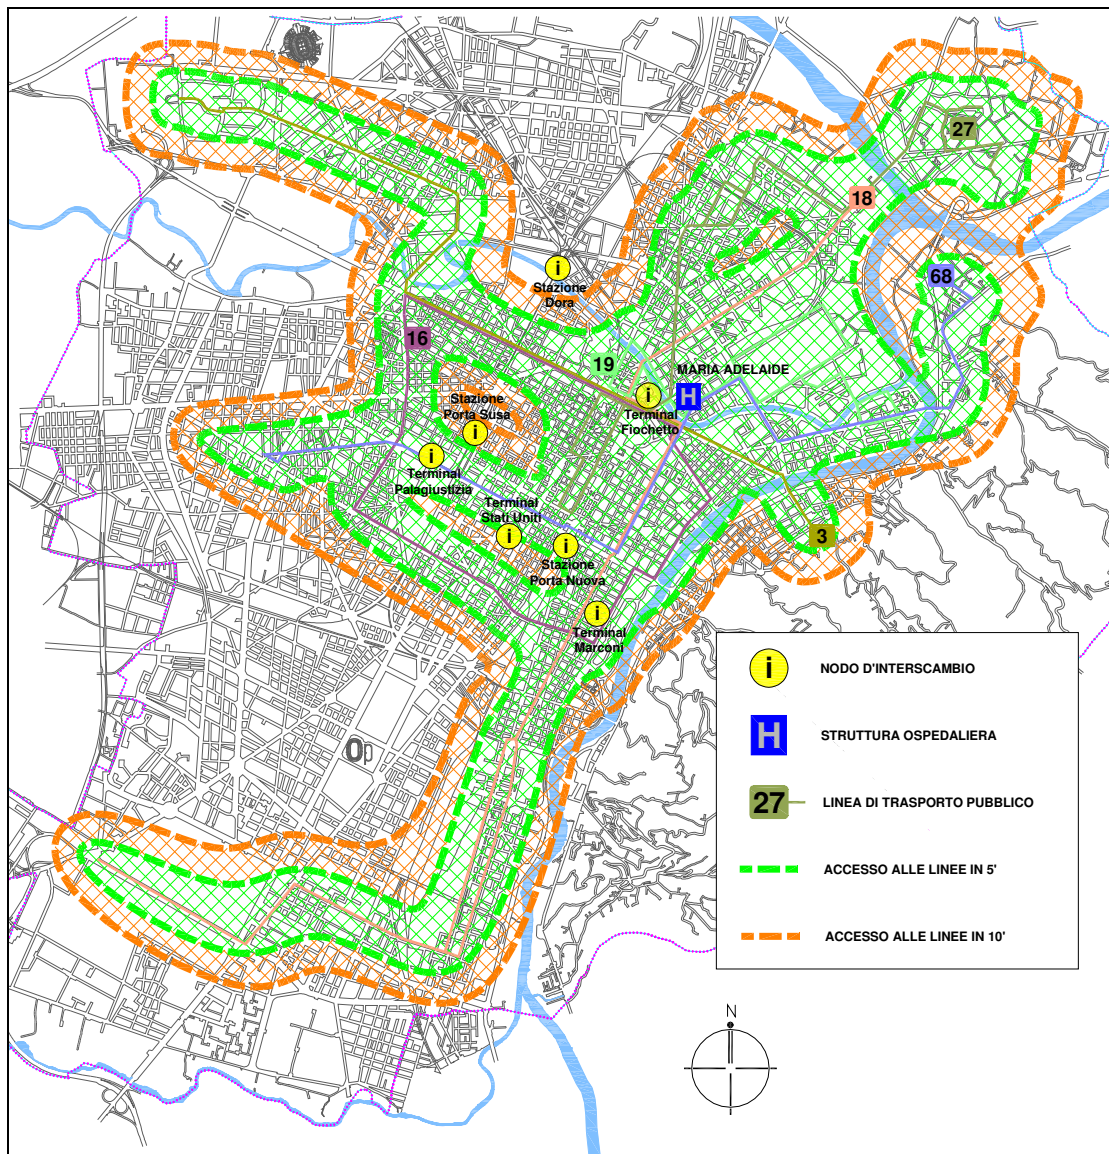 27
18
68
i
Stazione
Dora
16
19
MARIA ADELAIDE
i
H
Terminal
Fiochetto
Stazione
Porta Susa
i
i
Terminal
Palagiustizia
Terminal
Stati Uniti
i
i
Stazione
Porta Nuova
3
i
Terminal
Marconi
i NODO D'INTERSCAMBIO
H STRUTTURA OSPEDALIERA
27 LINEA DI TRASPORTO PUBBLICO
ACCESSO ALLE LINEE IN 5'
ACCESSO ALLE LINEE IN 10'
N